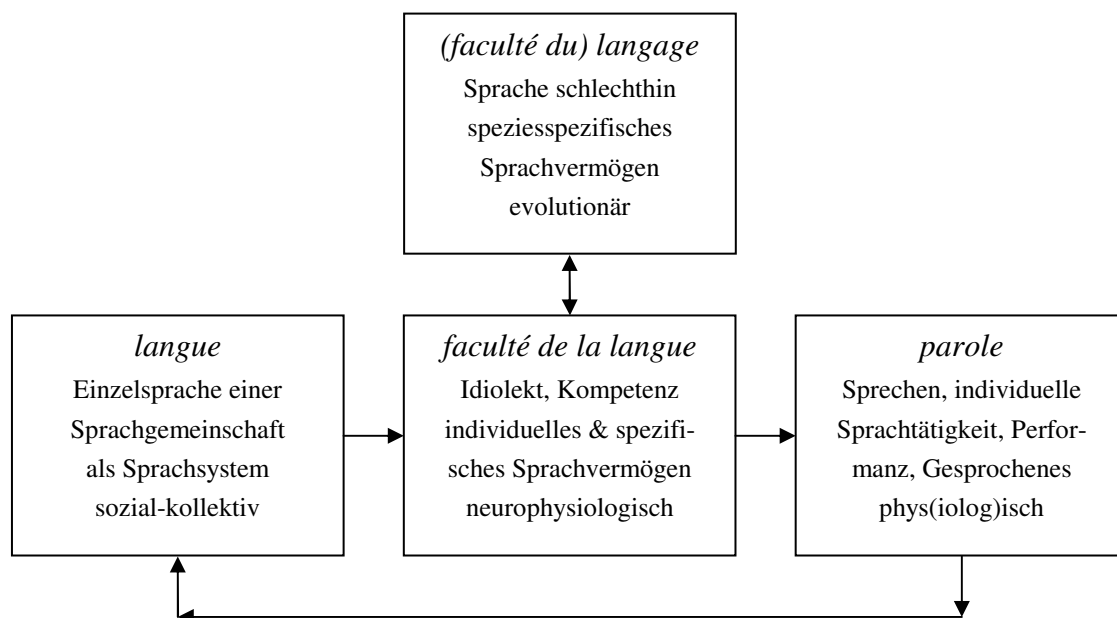 (faculté du) langage
Sprache schlechthin
speziesspezifisches
Sprachvermögen
evolutionär
langue
Einzelsprache einer
Sprachgemeinschaft
als Sprachsystem
sozial-kollektiv
faculté de la langue
Idiolekt, Kompetenz
individuelles & spezifi-
sches Sprachvermögen
neurophysiologisch
parole
Sprechen, individuelle
Sprachtätigkeit, Perfor-
manz, Gesprochenes
phys(iolog)isch